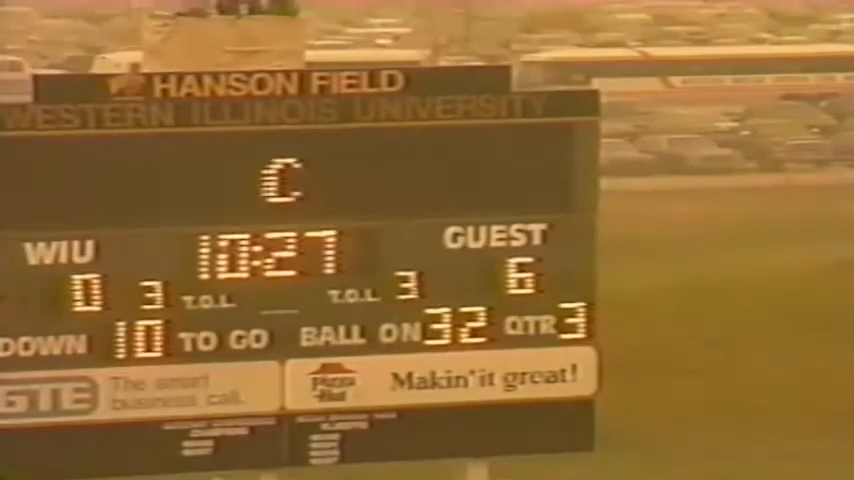 HANSON FIELD
WESTERN ILLINOIS UNIVERSITY
C
WIU 10:27 GUEST
0 3 T.O.L T.O.L 3 6
DOWN 10 TO GO BALL ON 32 QTR 3
GTE The smart business call. Pizza Hut Makin' it great!